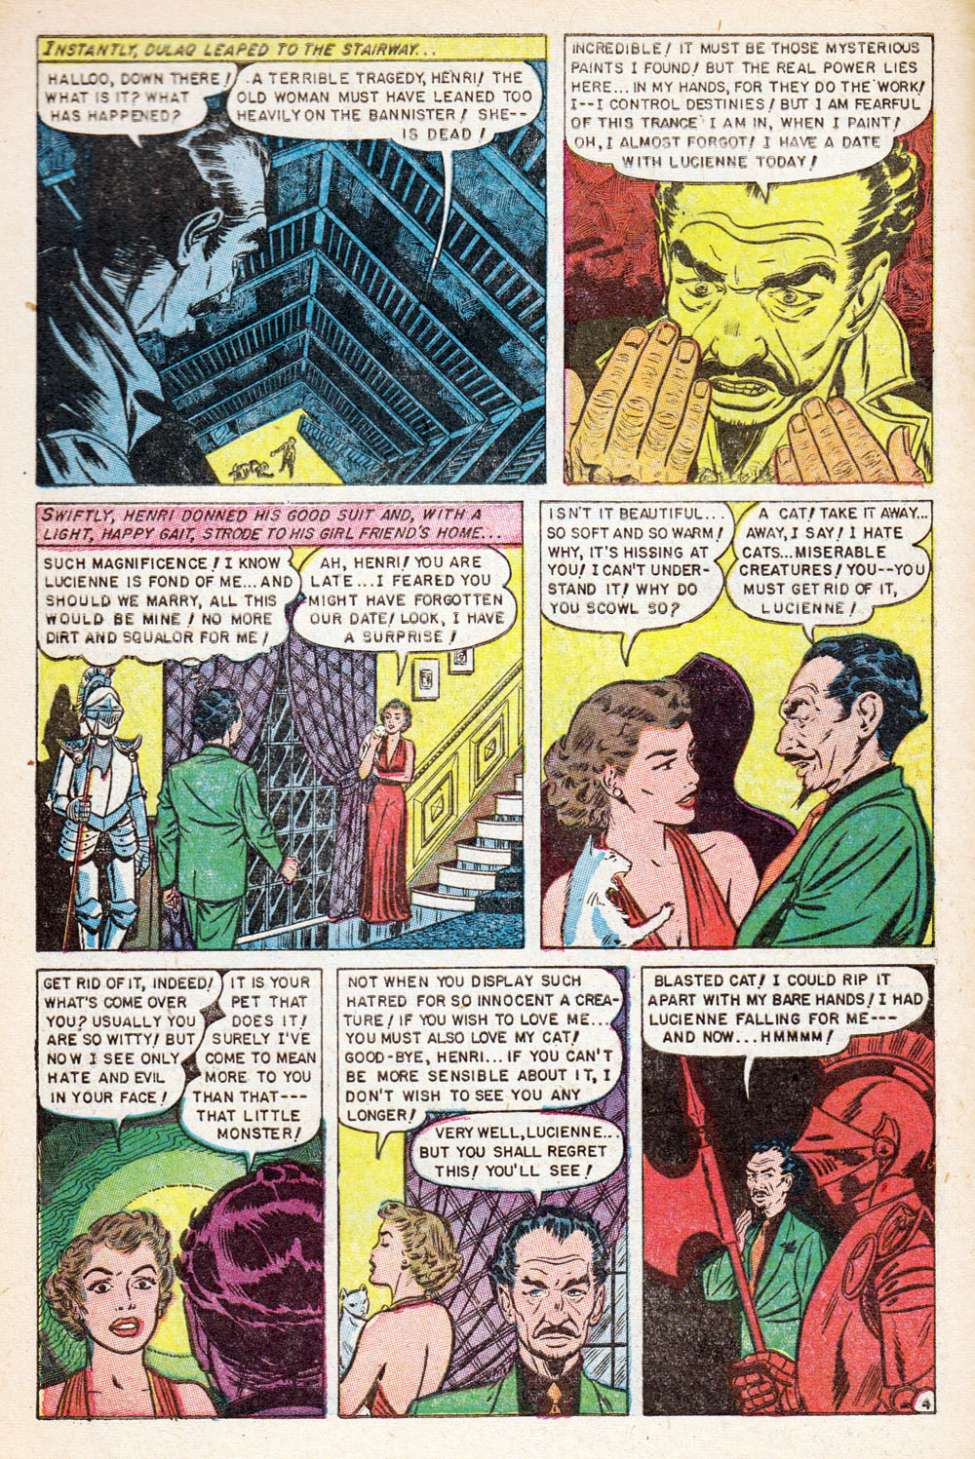 INSTANTLY, DULAQ LEAPED TO THE STAIRWAY...
HALLOO, DOWN THERE!
WHAT IS IT? WHAT
HAS HAPPENED?
A TERRIBLE TRAGEDY, HENRI! THE
OLD WOMAN MUST HAVE LEANED TOO
HEAVILY ON THE BANNISTER! SHE--
IS DEAD!
INCREDIBLE! IT MUST BE THOSE MYSTERIOUS
PAINTS I FOUND! BUT THE REAL POWER LIES
HERE... IN MY HANDS, FOR THEY DO THE WORK!
I--I CONTROL DESTINIES! BUT I AM FEARFUL
OF THIS TRANCE I AM IN, WHEN I PAINT!
OH, I ALMOST FORGOT! I HAVE A DATE
WITH LUCIENNE TODAY!
SWIFTLY, HENRI DONNED HIS GOOD SUIT AND, WITH A
LIGHT, HAPPY GAIT, STRODE TO HIS GIRL FRIEND'S HOME...
SUCH MAGNIFICENCE! I KNOW
LUCIENNE IS FOND OF ME...AND
SHOULD WE MARRY, ALL THIS
WOULD BE MINE! NO MORE
DIRT AND SQUALOR FOR ME!
AH, HENRI! YOU ARE
LATE...I FEARED YOU
MIGHT HAVE FORGOTTEN
OUR DATE! LOOK, I HAVE
A SURPRISE!
ISN'T IT BEAUTIFUL...
SO SOFT AND SO WARM!
WHY, IT'S HISSING AT
YOU! I CAN'T UNDER-
STAND IT! WHY DO
YOU SCOWL SO?
A CAT! TAKE IT AWAY...
AWAY, I SAY! I HATE
CATS...MISERABLE
CREATURES! YOU--YOU
MUST GET RID OF IT,
LUCIENNE!
GET RID OF IT, INDEED!
WHAT'S COME OVER
YOU? USUALLY YOU
ARE SO WITTY! BUT
NOW I SEE ONLY
HATE AND EVIL
IN YOUR FACE!
IT IS YOUR
PET THAT
DOES IT!
SURELY I'VE
COME TO MEAN
MORE TO YOU
THAN THAT---
THAT LITTLE
MONSTER!
NOT WHEN YOU DISPLAY SUCH
HATRED FOR SO INNOCENT A CREA-
TURE! IF YOU WISH TO LOVE ME...
YOU MUST ALSO LOVE MY CAT!
GOOD-BYE, HENRI... IF YOU CAN'T
BE MORE SENSIBLE ABOUT IT, I
DON'T WISH TO SEE YOU ANY
LONGER!
VERY WELL, LUCIENNE...
BUT YOU SHALL REGRET
THIS! YOU'LL SEE!
BLASTED CAT! I COULD RIP IT
APART WITH MY BARE HANDS! I HAD
LUCIENNE FALLING FOR ME---
AND NOW...HMMMM!
4